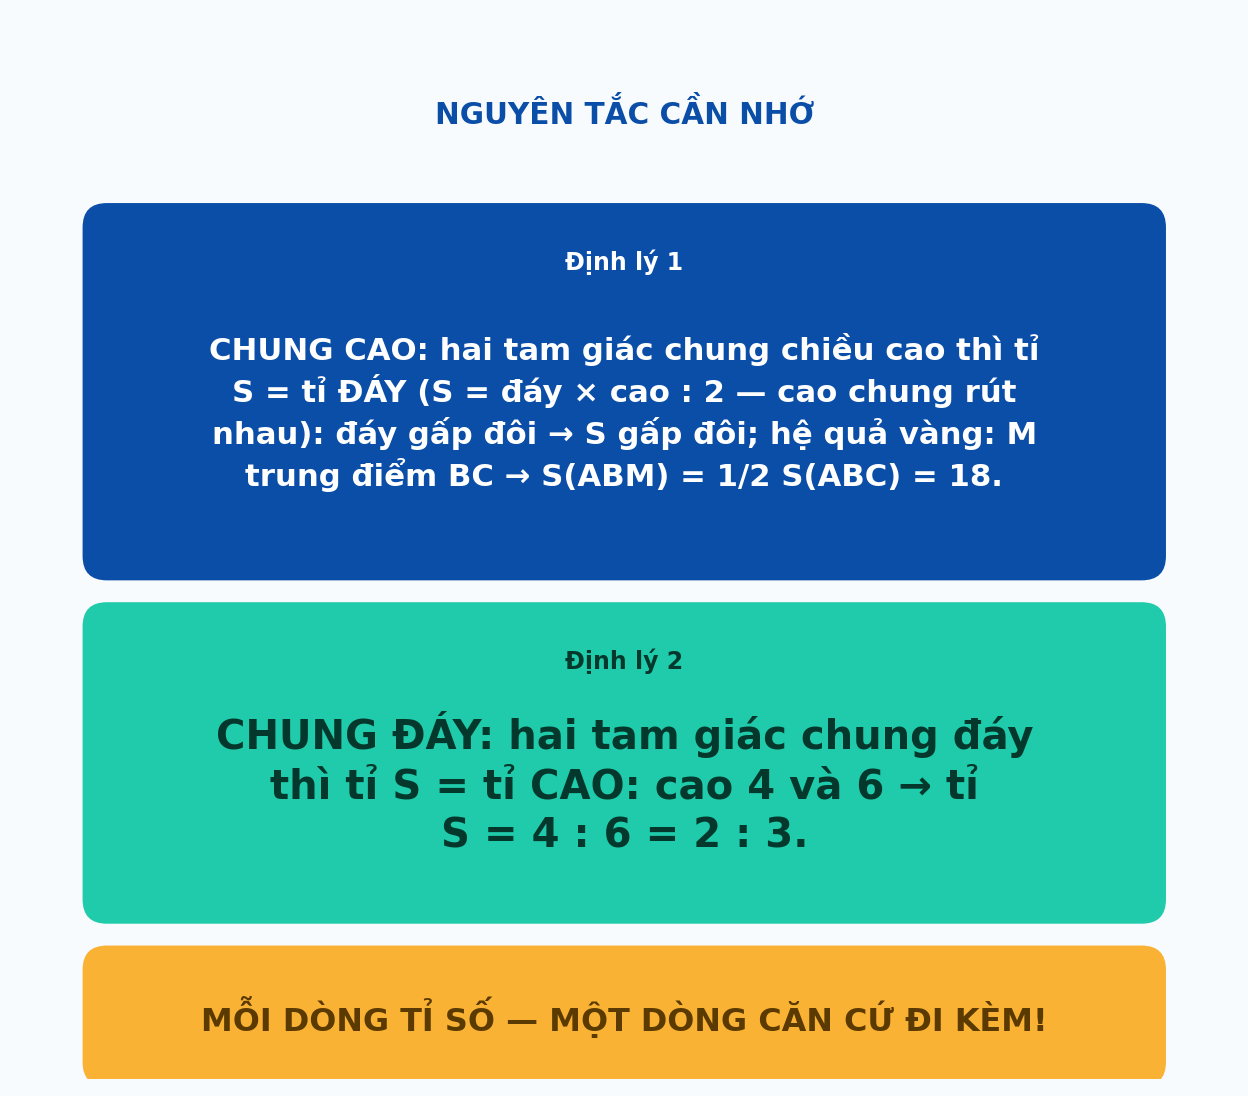 NGUYÊN TẮC CẦN NHỚ
Định lý 1
CHUNG CAO: hai tam giác chung chiều cao thì tỉ
S = tỉ ĐÁY (S = đáy × cao : 2 — cao chung rút
nhau): đáy gấp đôi → S gấp đôi; hệ quả vàng: M
trung điểm BC → S(ABM) = 1/2 S(ABC) = 18.
Định lý 2
CHUNG ĐÁY: hai tam giác chung đáy
thì tỉ S = tỉ CAO: cao 4 và 6 → tỉ
S = 4 : 6 = 2 : 3.
MỖI DÒNG TỈ SỐ — MỘT DÒNG CĂN CỨ ĐI KÈM!